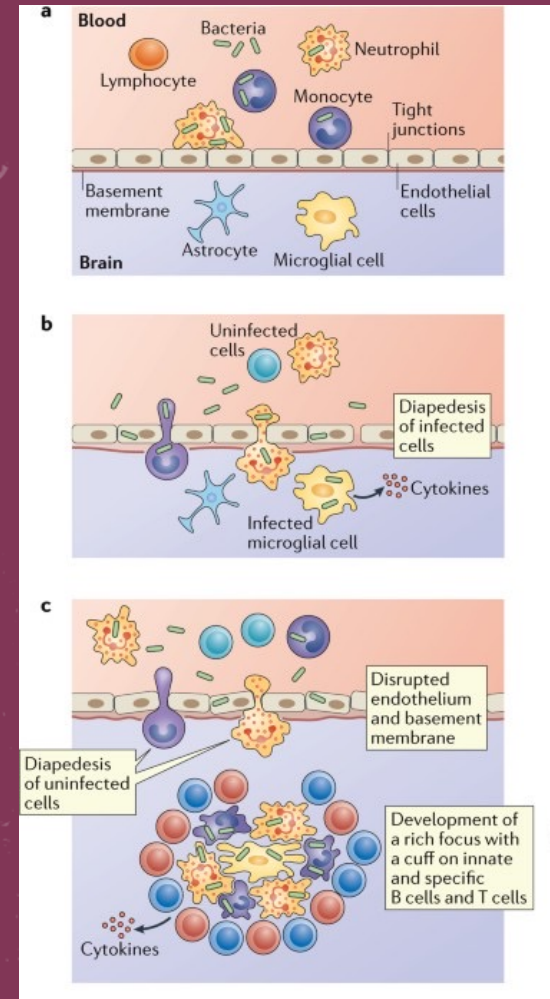 a
Blood
Bacteria
Neutrophil
Lymphocyte
Monocyte
Tight
junctions
Basement
membrane
Endothelial
cells
Astrocyte
Microglial cell
Brain
b
Uninfected
cells
Diapedesis
of infected
cells
Cytokines
Infected
microglial cell
c
Disrupted
endothelium
and basement
membrane
Diapedesis
of uninfected
cells
Development of
a rich focus with
a cuff on innate
and specific
B cells and T cells
Cytokines